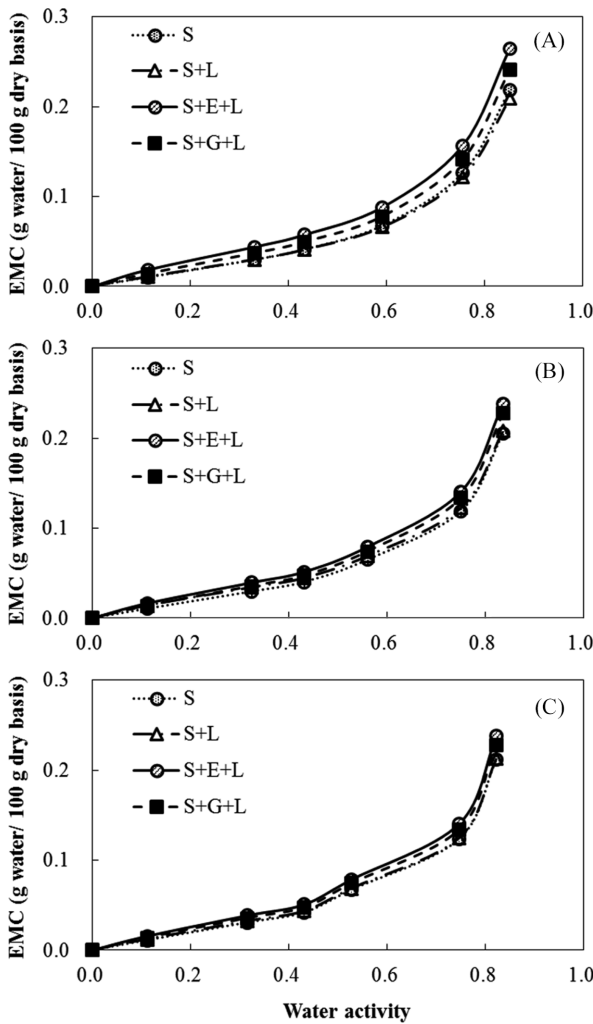 EMC (g water/ 100 g dry basis)
0.3
0.2
0.1
0.0
S
S+L
S+E+L
S+G+L
(A)
0.0 0.2 0.4 0.6 0.8 1.0
EMC (g water/ 100 g dry basis)
0.3
0.2
0.1
0.0
S
S+L
S+E+L
S+G+L
(B)
0.0 0.2 0.4 0.6 0.8 1.0
EMC (g water/ 100 g dry basis)
0.3
0.2
0.1
0.0
S
S+L
S+E+L
S+G+L
(C)
0.0 0.2 0.4 0.6 0.8 1.0
Water activity